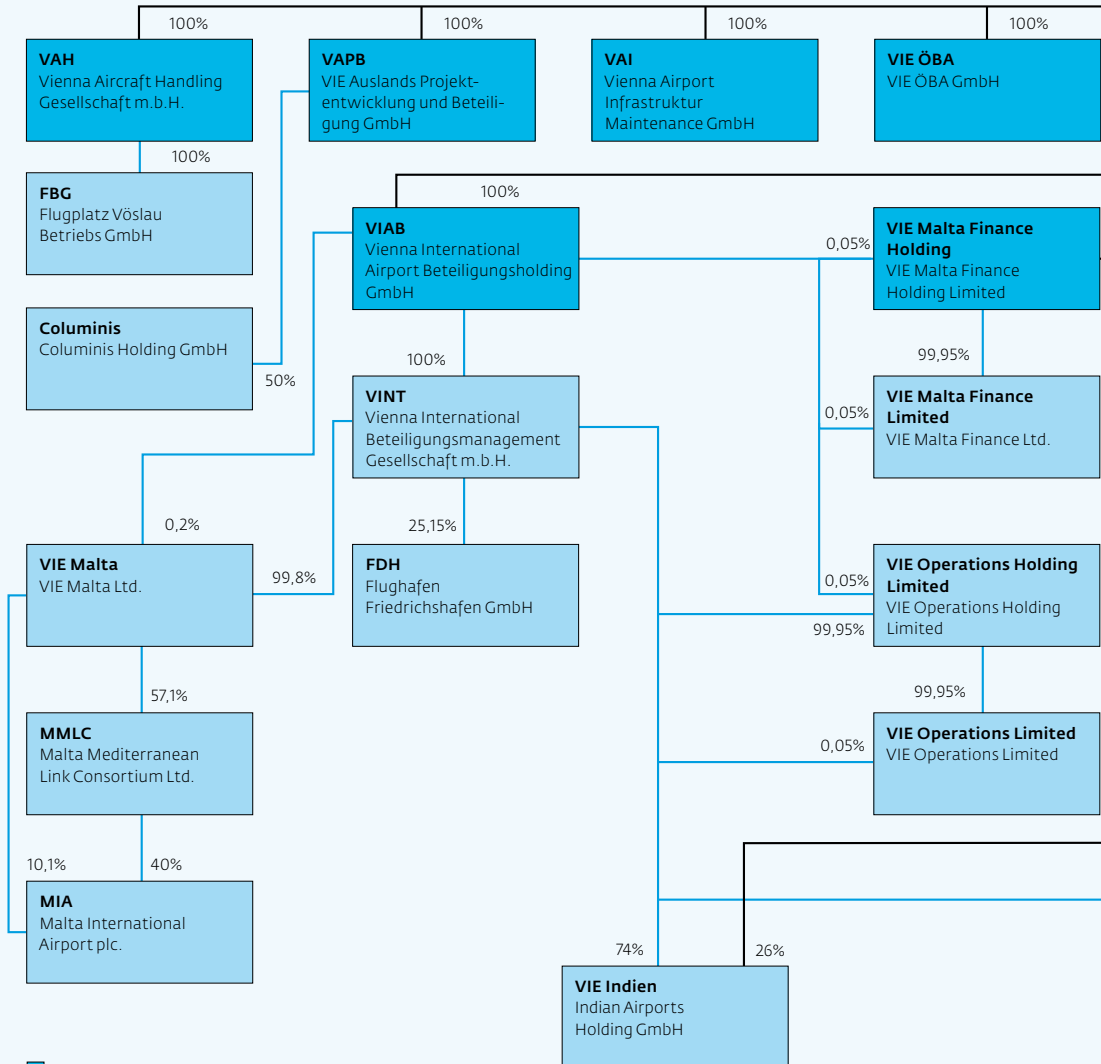 100%
100%
100%
100%
VAH
Vienna Aircraft Handling
Gesellschaft m.b.H.
VAPB
VIE Auslands Projekt-
entwicklung und Beteili-
gung GmbH
VAI
Vienna Airport
Infrastruktur
Maintenance GmbH
VIE ÖBA
VIE ÖBA GmbH
100%
FBG
Flugplatz Vöslau
Betriebs GmbH
100%
VIAB
Vienna International
Airport Beteiligungsholding
GmbH
0,05%
VIE Malta Finance
Holding
VIE Malta Finance
Holding Limited
Columinis
Columinis Holding GmbH
50%
100%
99,95%
VINT
Vienna International
Beteiligungsmanagement
Gesellschaft m.b.H.
0,05%
VIE Malta Finance
Limited
VIE Malta Finance Ltd.
0,2%
25,15%
VIE Malta
VIE Malta Ltd.
99,8%
FDH
Flughafen
Friedrichshafen GmbH
0,05%
99,95%
VIE Operations Holding
Limited
VIE Operations Holding
Limited
57,1%
99,95%
MMLC
Malta Mediterranean
Link Consortium Ltd.
0,05%
VIE Operations Limited
VIE Operations Limited
10,1%
40%
MIA
Malta International
Airport plc.
74%
26%
VIE Indien
Indian Airports
Holding GmbH